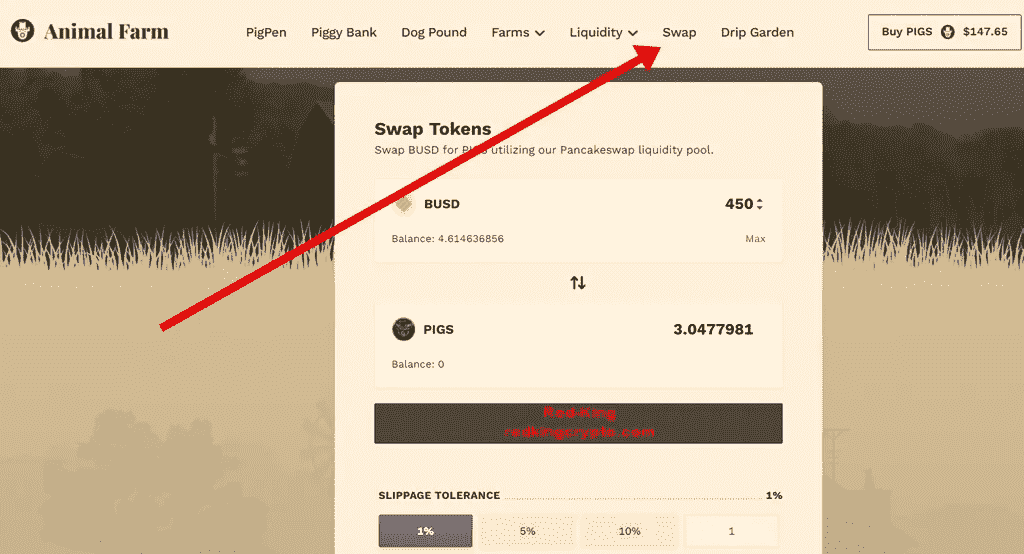 Animal Farm PigPen Piggy Bank Dog Pound Farms Liquidity Swap Drip Garden Buy PIGS $147.65
Swap Tokens
Swap BUSD for utilizing our Pancakeswap liquidity pool.
BUSD 450
Balance: 4.614636856 Max
PIGS 3.0477981
Balance: 0
SLIPPAGE TOLERANCE 1%
1% 5% 10% 1